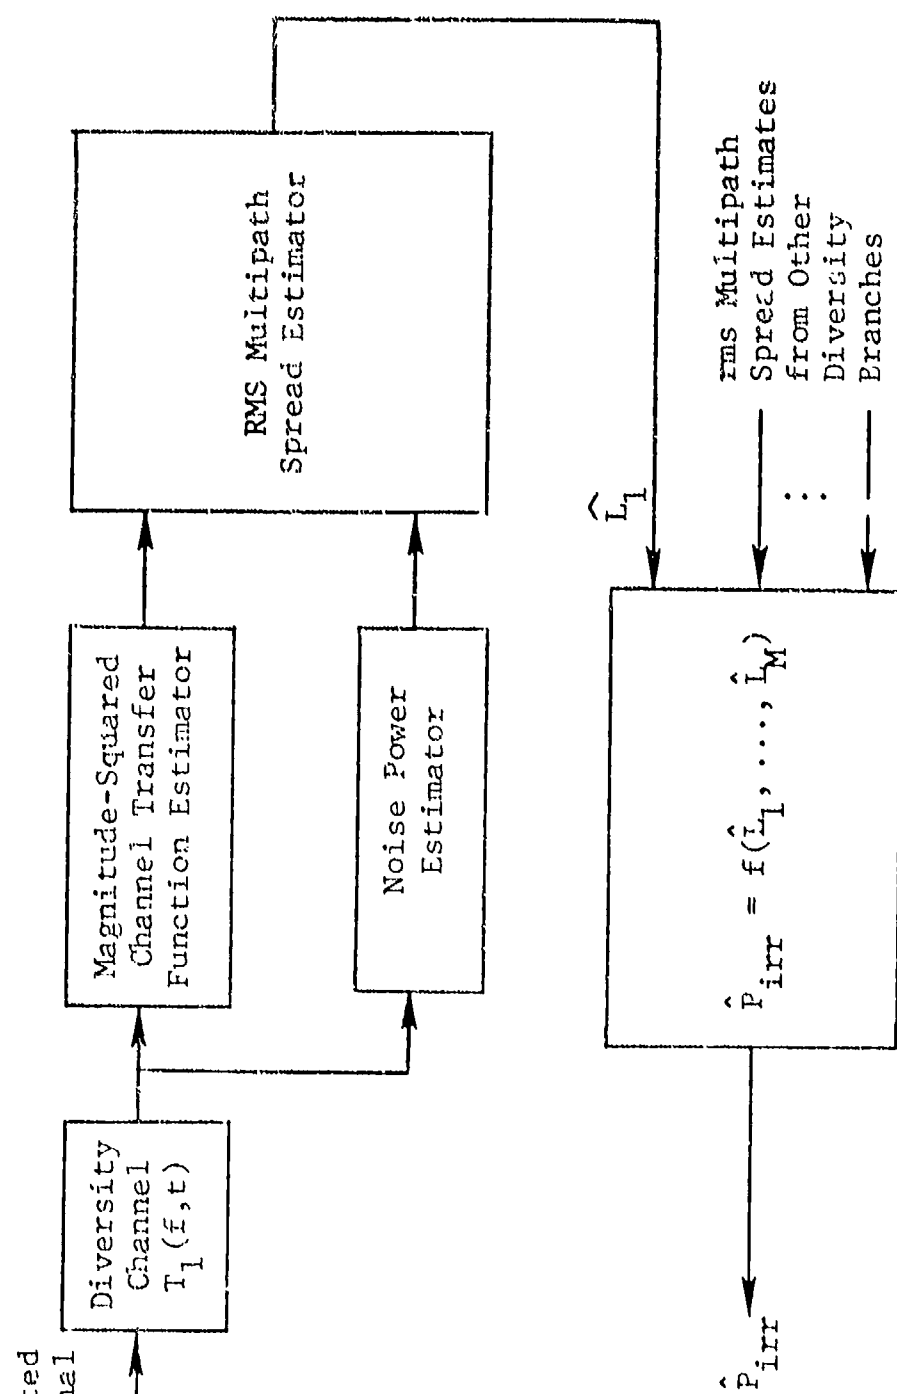 Diversity
Channel
T1(f,t)
Magnitude-Squared
Channel Transfer
Function Estimator
Noise Power
Estimator
RMS Multipath
Spread Estimator
L̂1
rms Multipath
Spread Estimates
from Other
Diversity
Branches
P̂irr = f(L̂1, ..., L̂M)
P̂irr